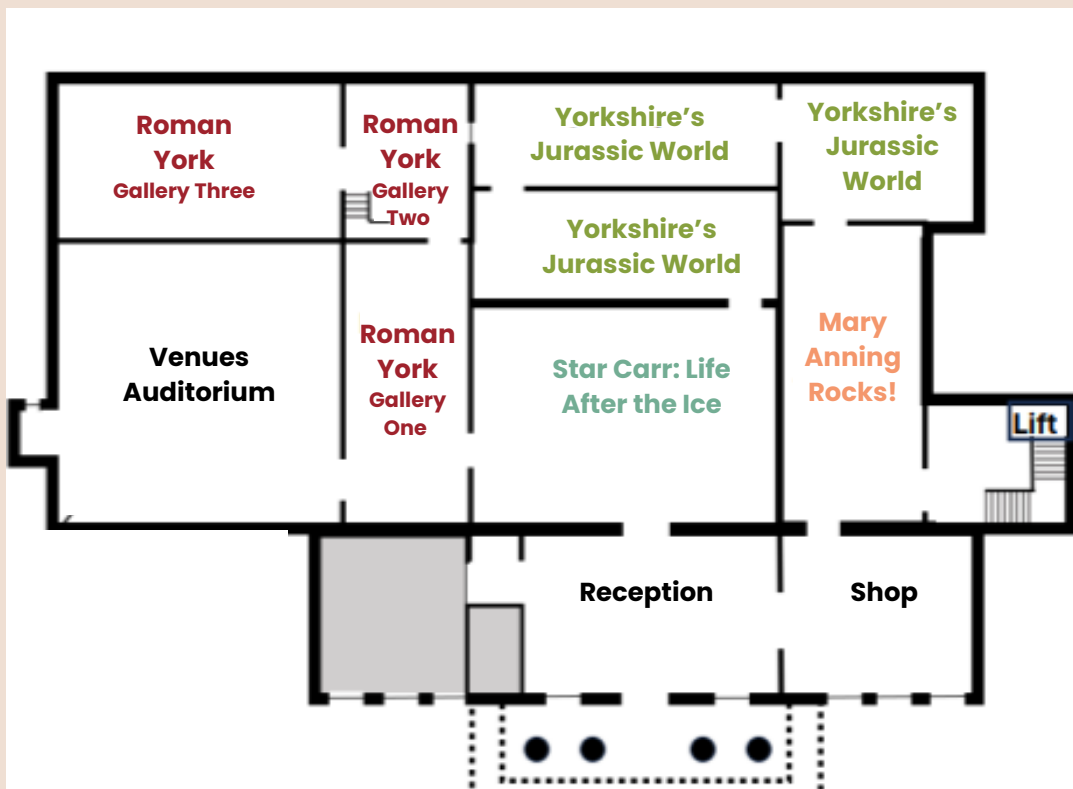 Roman
York
Gallery Three
Roman
York
Gallery
Two
Yorkshire’s
Jurassic World
Yorkshire’s
Jurassic
World
Yorkshire’s
Jurassic World
Venues
Auditorium
Roman
York
Gallery
One
Star Carr: Life
After the Ice
Mary
Anning
Rocks!
Lift
Reception
Shop